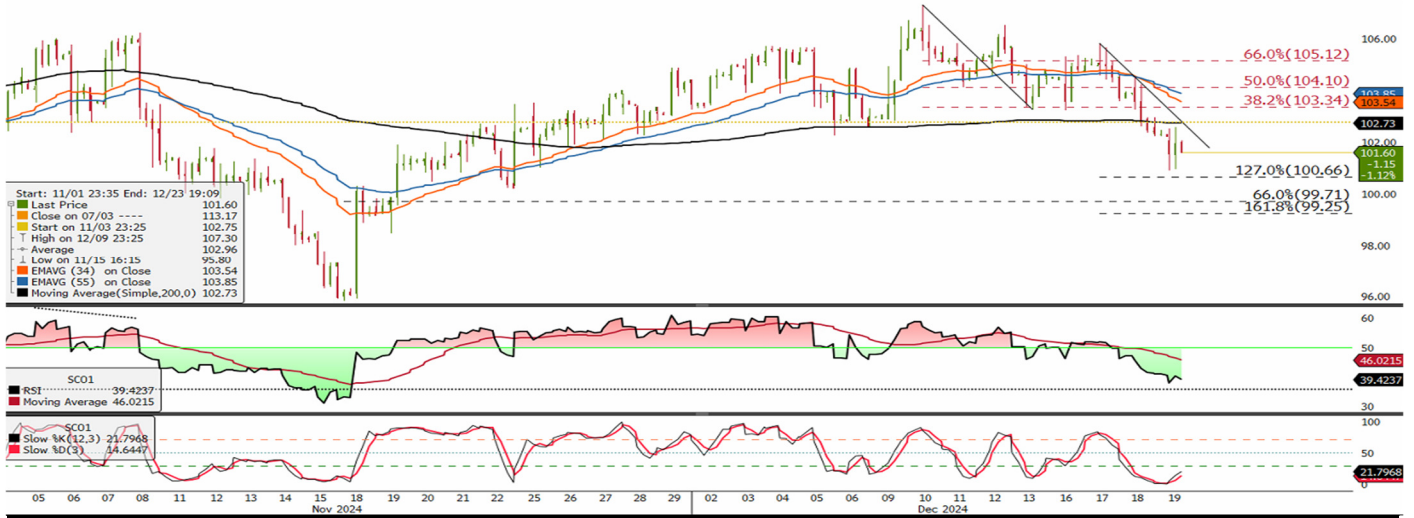 106.00
66.0%(105.12)
50.0%(104.10)
38.2%(103.34)
103.85
103.54
102.73
102.00
101.60
-1.15
-1.12%
127.0%(100.66)
100.00
66.0%(99.71)
161.8%(99.25)
98.00
96.00
Start: 11/01 23:35 End: 12/23 19:09
Last Price 101.60
Close on 07/03 ---- 113.17
Start on 11/03 23:25 102.75
High on 12/09 23:25 107.30
Average 102.96
Low on 11/15 16:15 95.80
EMAVG (34) on Close 103.54
EMAVG (55) on Close 103.85
Moving Average(Simple,200,0) 102.73
60
50
46.0215
39.4237
30
SCO1
RSI 39.4237
Moving Average 46.0215
100
50
21.7968
0
SCO1
Slow %K(12,3) 21.7968
Slow %D(3) 14.6447
05 06 07 08 11 12 13 14 15 18 19 20 21 22 25 26 27 28 29 02 03 04 05 06 09 10 11 12 13 16 17 18 19
Nov 2024 Dec 2024